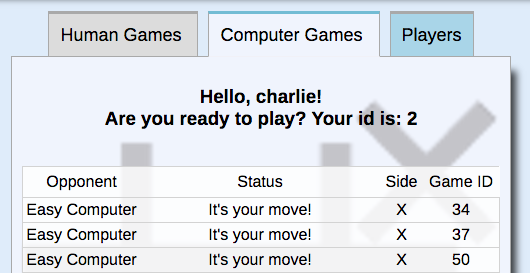 Human Games Computer Games Players
Hello, charlie!
Are you ready to play? Your id is: 2
Opponent Status Side Game ID
Easy Computer It's your move! X 34
Easy Computer It's your move! X 37
Easy Computer It's your move! X 50